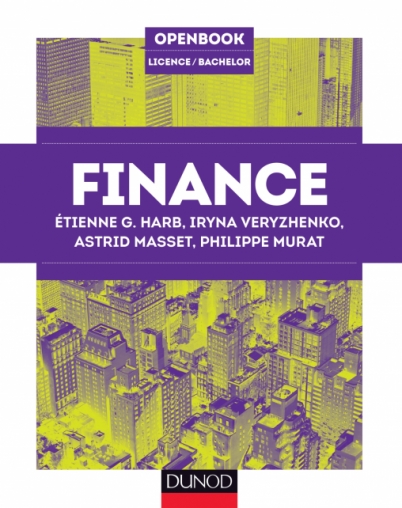 OPENBOOK
LICENCE / BACHELOR
FINANCE
ÉTIENNE G. HARB, IRYNA VERYZHENKO,
ASTRID MASSET, PHILIPPE MURAT
DUNOD